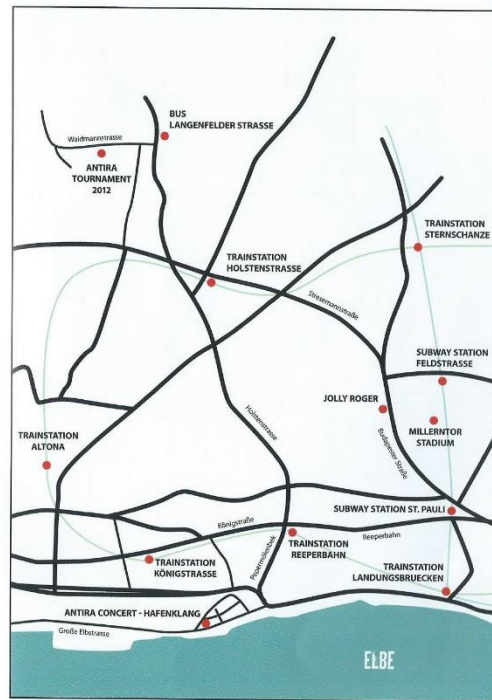 BUS
LANGENFELDER STRASSE
Waidmannstrasse
ANTIRA
TOURNAMENT
2012
TRAINSTATION
STERNSCHANZE
TRAINSTATION
HOLSTENSTRASSE
Stresemannstraße
SUBWAY STATION
FELDSTRASSE
JOLLY ROGER
MILLERNTOR
STADIUM
Holstenstrasse
Budapester Straße
TRAINSTATION
ALTONA
SUBWAY STATION ST. PAULI
Königstraße
Reeperbahn
TRAINSTATION
REEPERBAHN
TRAINSTATION
KÖNIGSTRASSE
Pepermölenbek
TRAINSTATION
LANDUNGSBRUECKEN
ANTIRA CONCERT - HAFENKLANG
Große Elbstrasse
ELBE